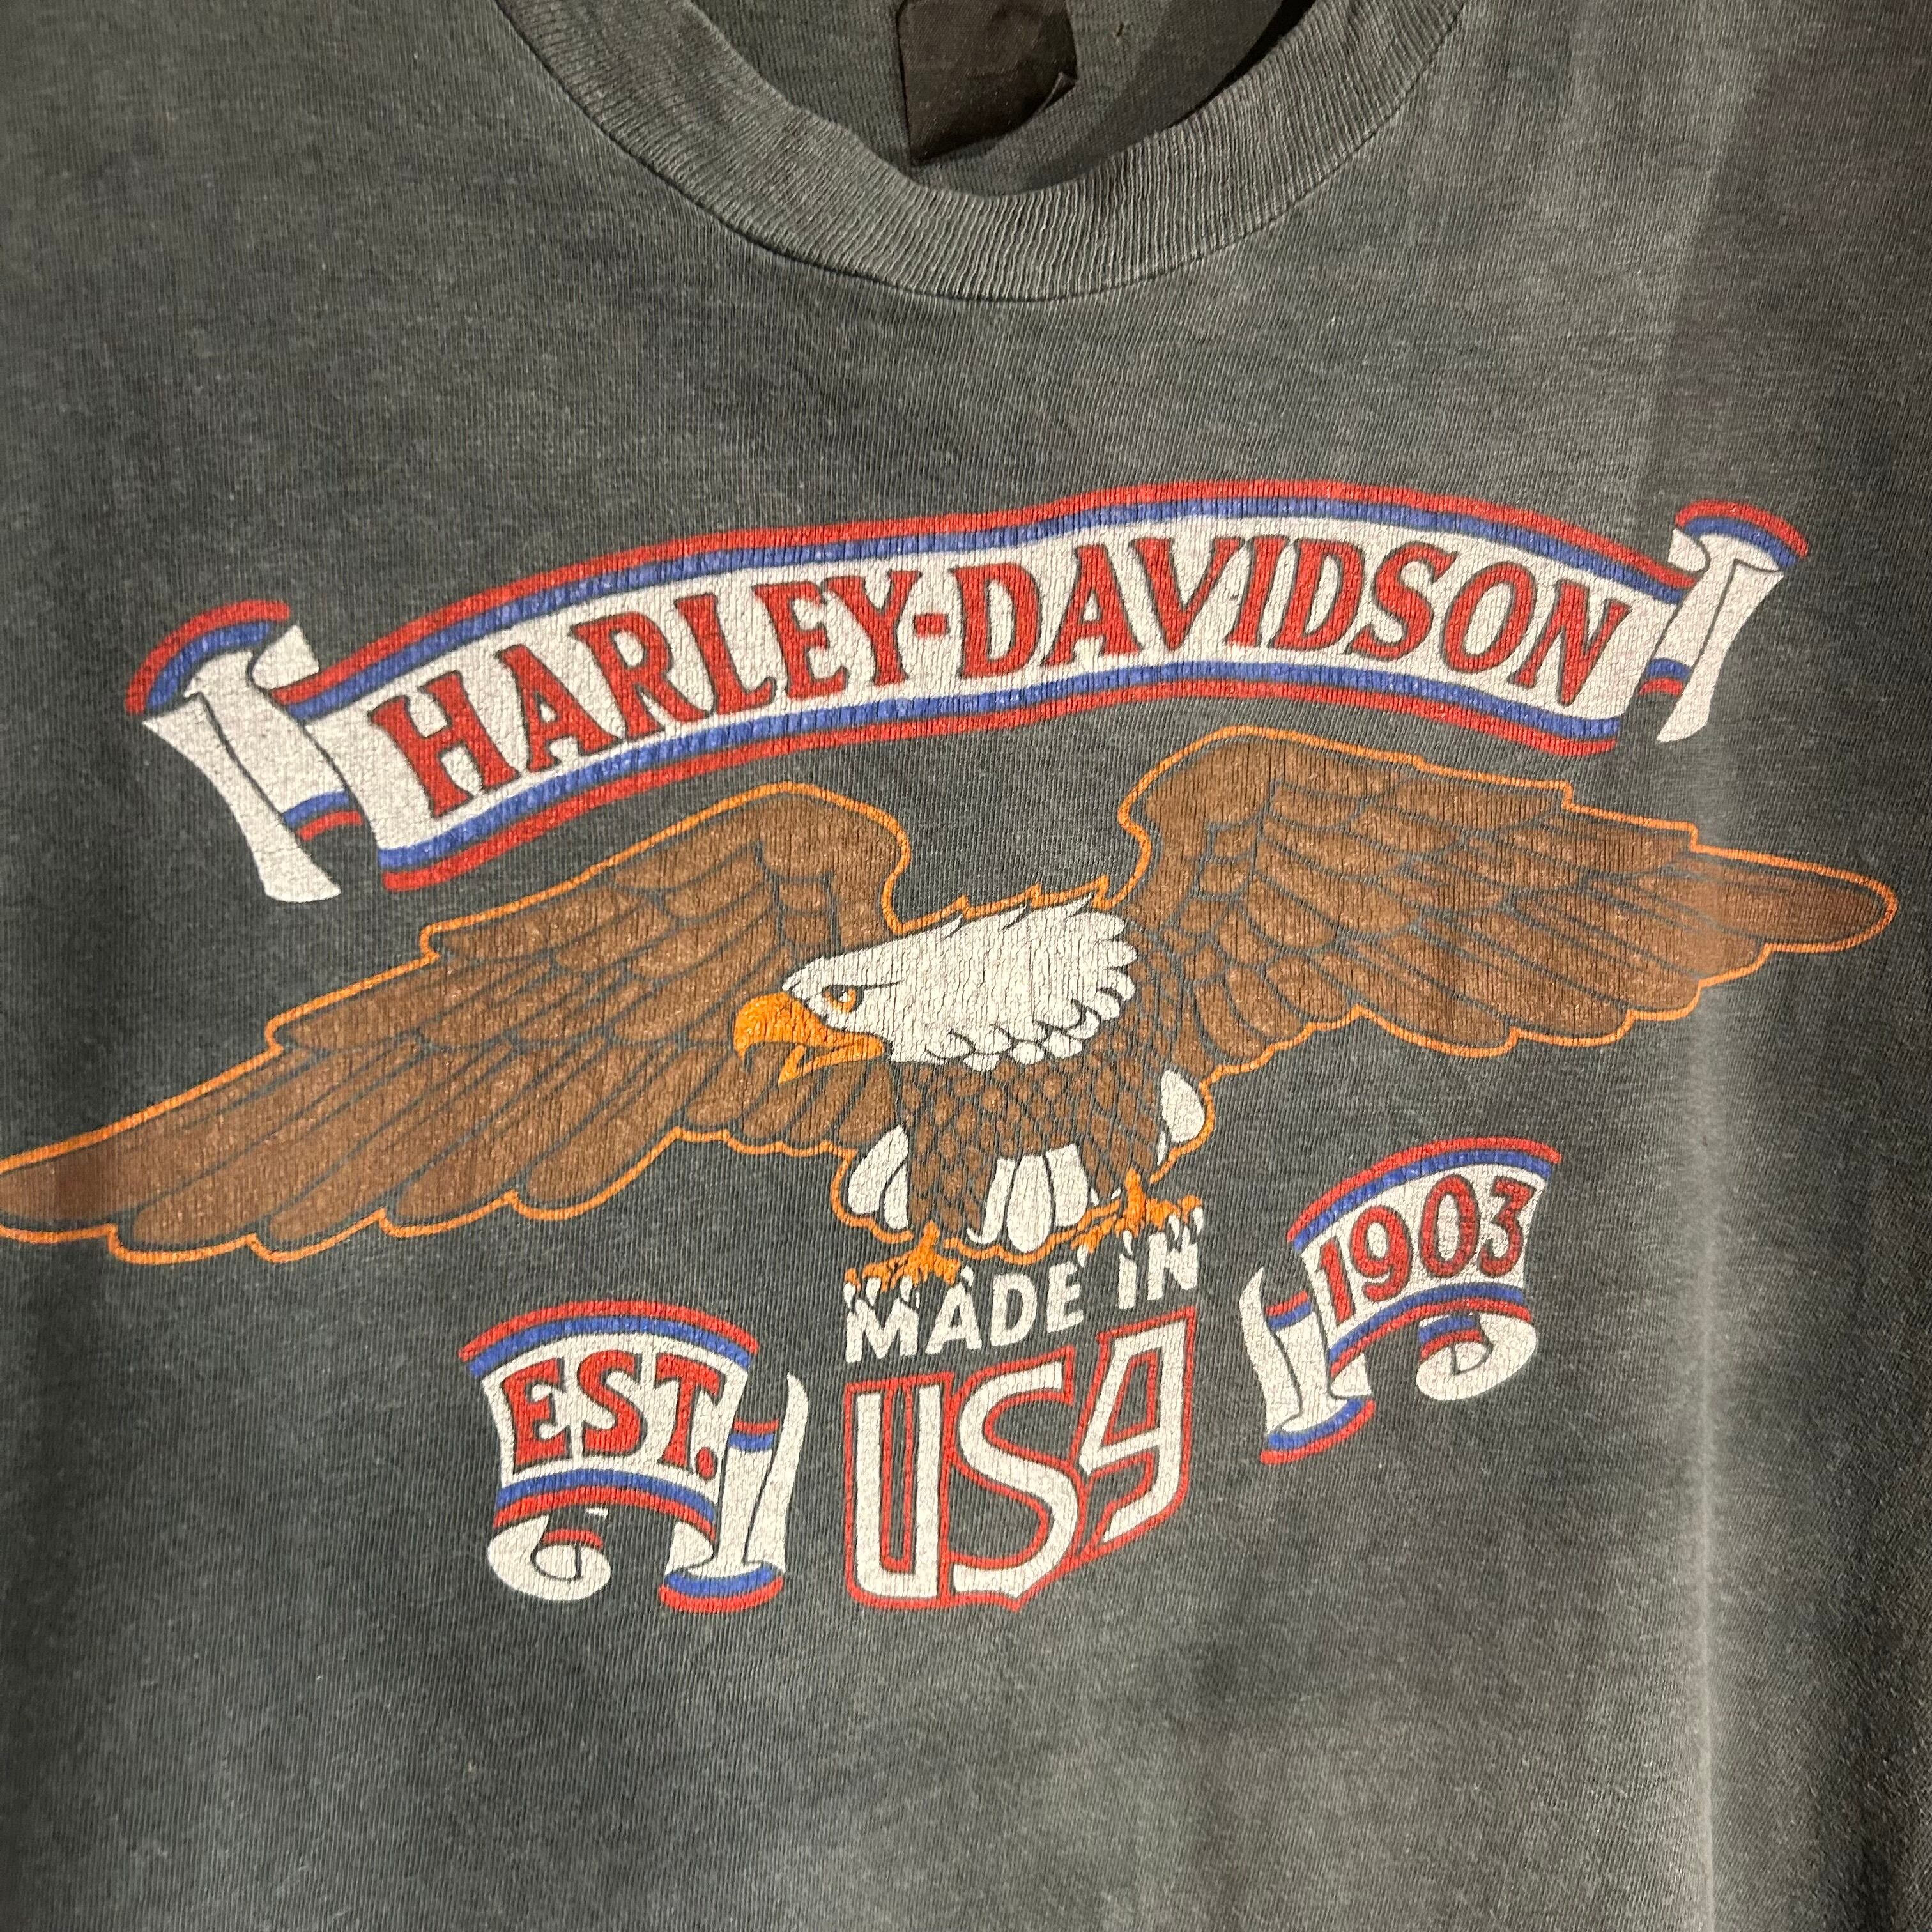 HARLEY-DAVIDSON
MADE IN
USA
EST.
1903